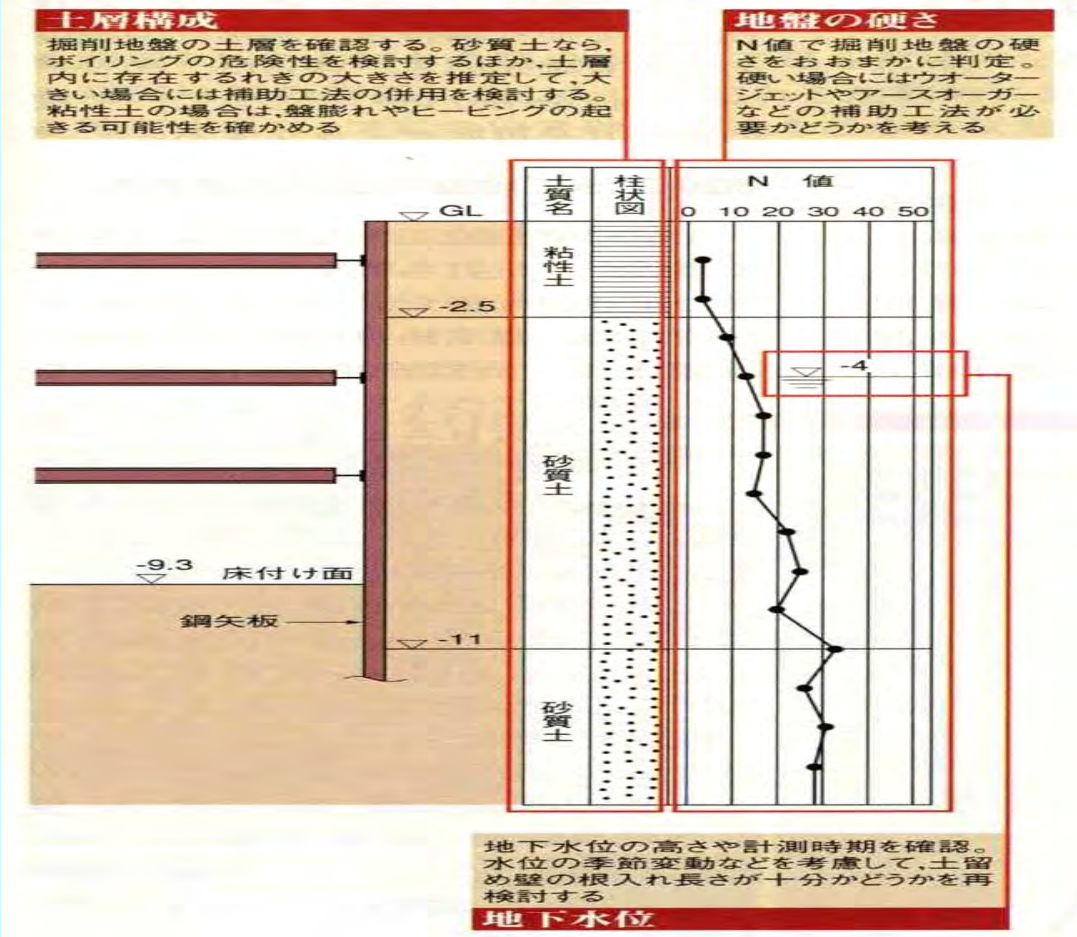 土層構成
掘削地盤の土層を確認する。砂質土なら,
ボイリングの危険性を検討するほか,土層
内に存在するれきの大きさを推定して,大
きい場合には補助工法の併用を検討する。
粘性土の場合は,盤膨れやヒービングの起
きる可能性を確かめる
地盤の硬さ
N値で掘削地盤の硬
さをおおまかに判定。
硬い場合にはウオーター
ジェットやアースオーガー
などの補助工法が必
要かどうかを考える
土質名
柱状図
N 値
0 10 20 30 40 50
GL
粘性土
-2.5
-4
砂質土
-9.3
床付け面
鋼矢板
-11
砂質土
地下水位の高さや計測時期を確認。
水位の季節変動などを考慮して,土留
め壁の根入れ長さが十分かどうかを再
検討する
地下水位